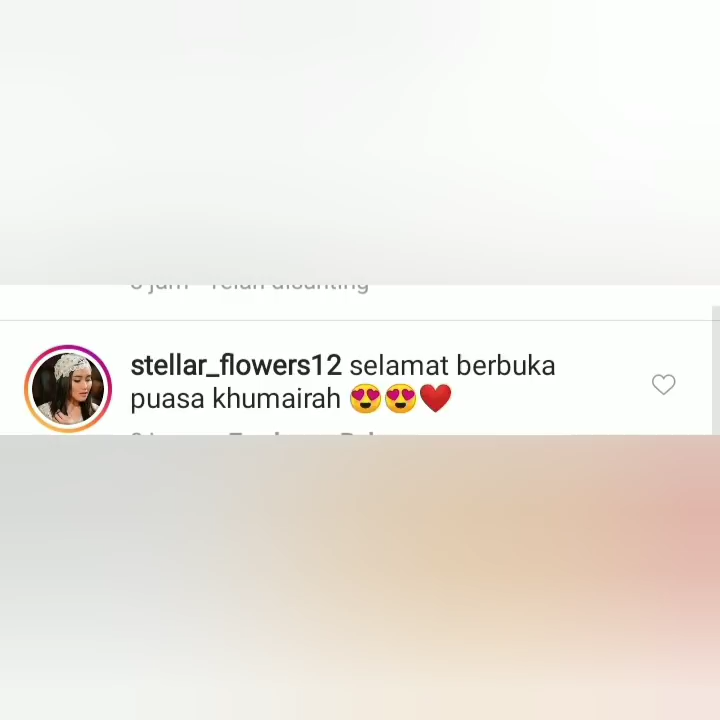 stellar_flowers12 selamat berbuka
puasa khumairah 😍😍❤️